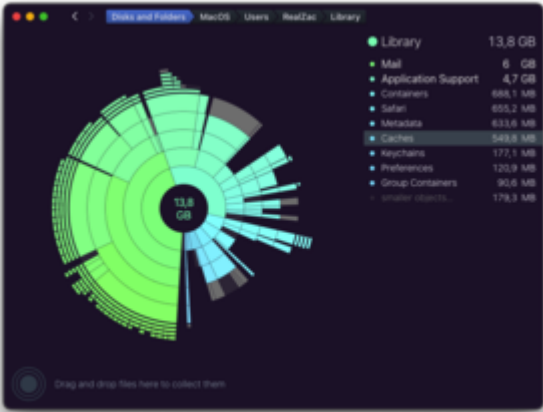 Disks and Folders MacOS Users RealZac Library
Library 13,8 GB
Mail 6 GB
Application Support 4,7 GB
Containers 688,1 MB
Safari 655,2 MB
Metadata 633,6 MB
Caches 549,8 MB
Keychains 177,1 MB
Preferences 120,9 MB
Group Containers 90,6 MB
smaller objects... 179,3 MB
13,8
GB
Drag and drop files here to collect them